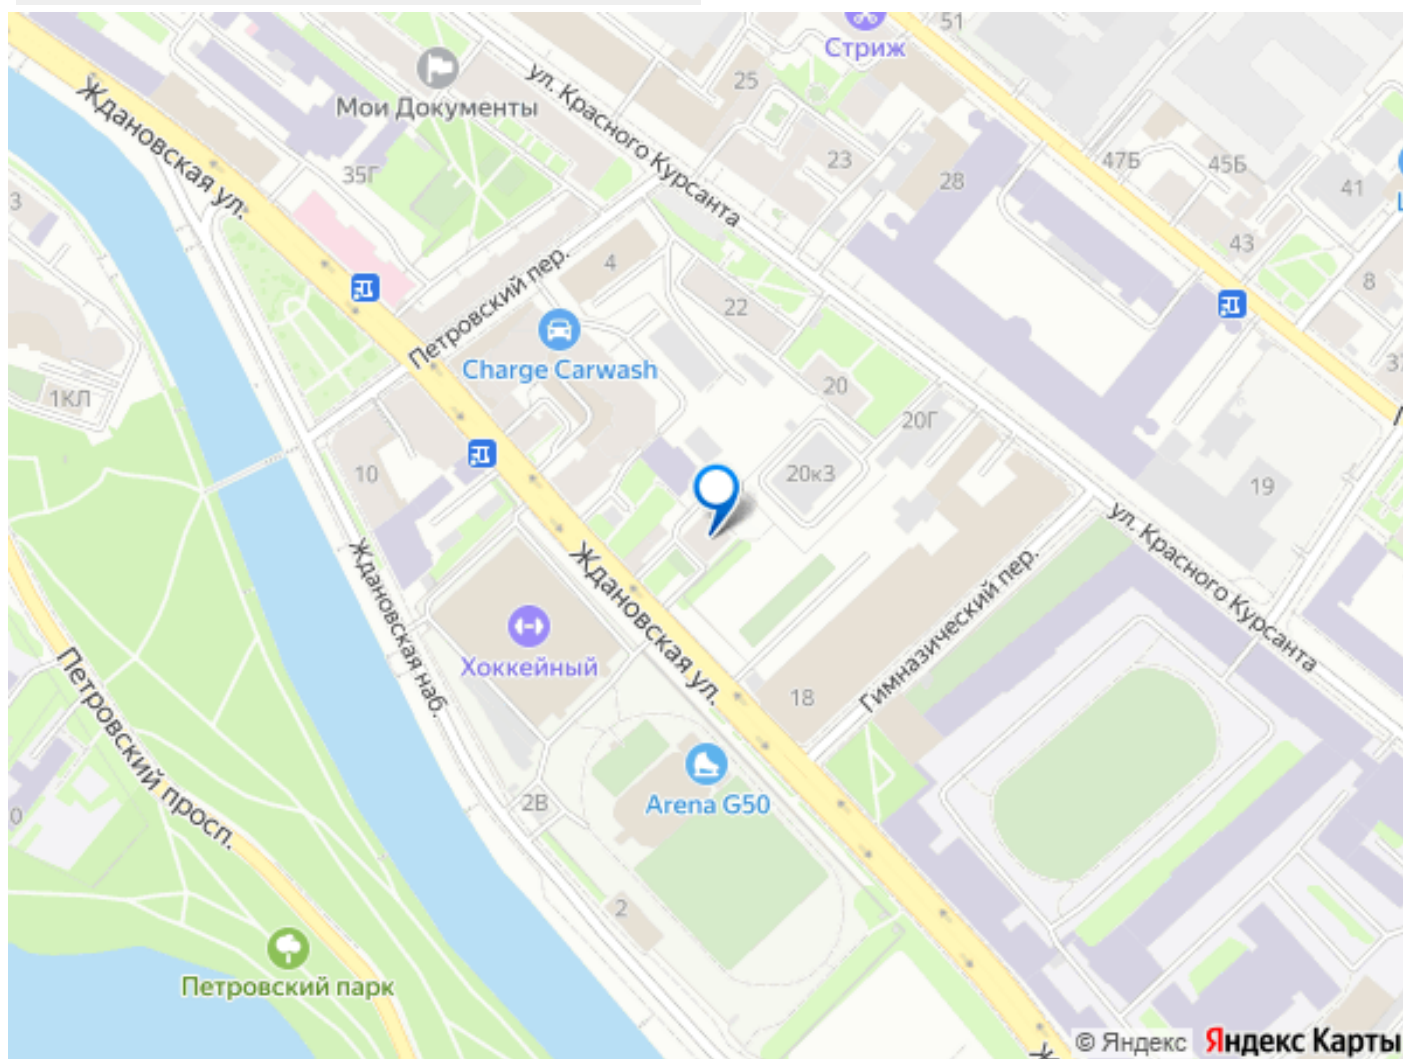 51
Стриж
25
Мои Документы
ул. Красного Курсанта
Ждановская ул.
35Г
23
28
47Б
45Б
41
43
8
3
4
Петровский пер.
22
Charge Carwash
20
1КЛ
20Г
10
20к3
19
ул. Красного Курсанта
Ждановская наб.
Ждановская ул.
Гимназический пер.
Хоккейный
18
Петровский просп.
Arena G50
2В
0
2
Петровский парк
© Яндекс Яндекс Карты